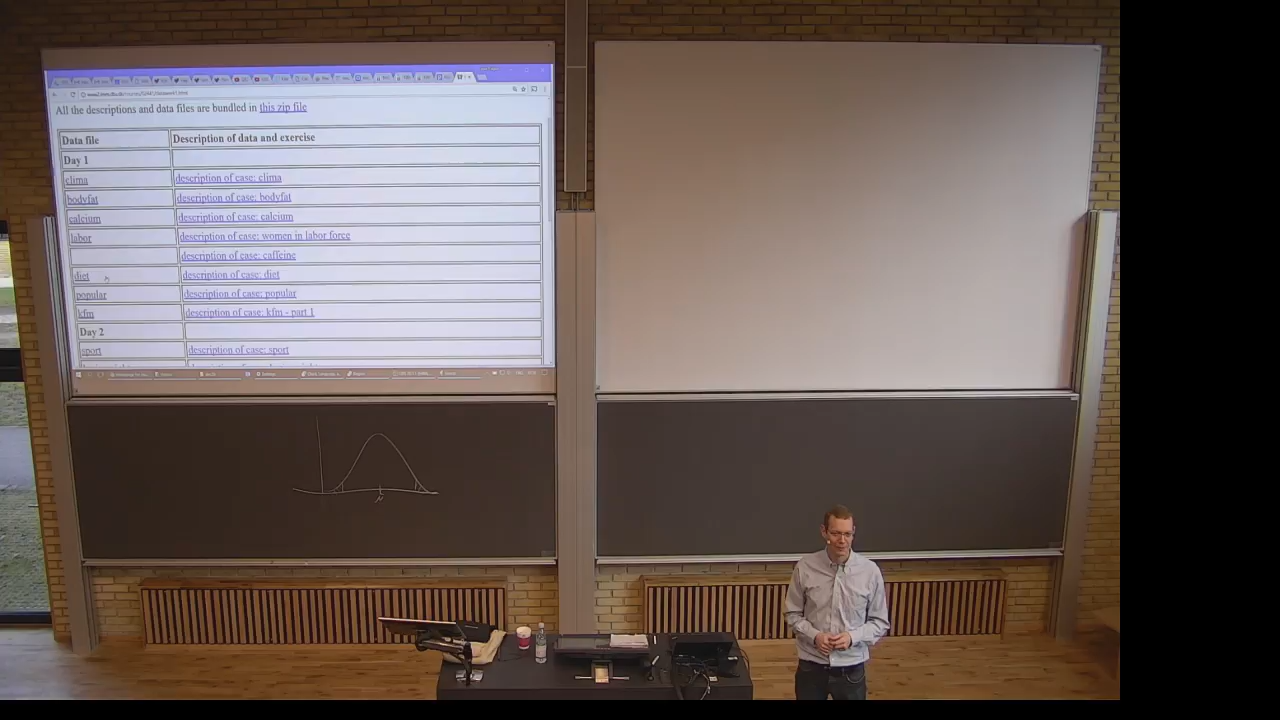 All the descriptions and data files are bundled in this zip file
Data file Description of data and exercise
Day 1
clima description of case: clima
bodyfat description of case: bodyfat
calcium description of case: calcium
labor description of case: women in labor force
description of case: caffeine
diet description of case: diet
popular description of case: popular
kfm description of case: kfm - part 1
Day 2
sport description of case: sport
μ